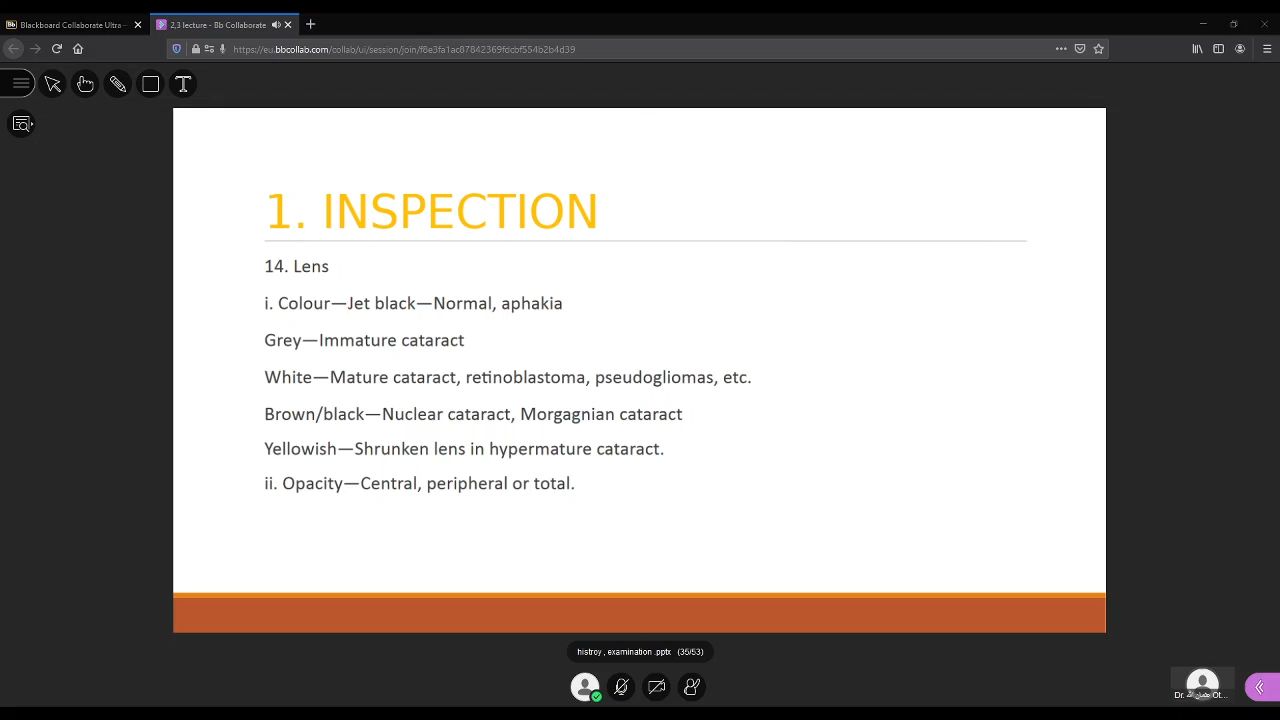 Blackboard Collaborate Ultra
2,3 lecture - Bb Collaborate
https://eu.bbcollab.com/collab/ui/session/join/f8e3fa1ac87842369fdcbf554b2b4d39
1. INSPECTION
14. Lens
i. Colour—Jet black—Normal, aphakia
Grey—Immature cataract
White—Mature cataract, retinoblastoma, pseudogliomas, etc.
Brown/black—Nuclear cataract, Morgagnian cataract
Yellowish—Shrunken lens in hypermature cataract.
ii. Opacity—Central, peripheral or total.
histroy , examination .pptx (35/53)
Dr.